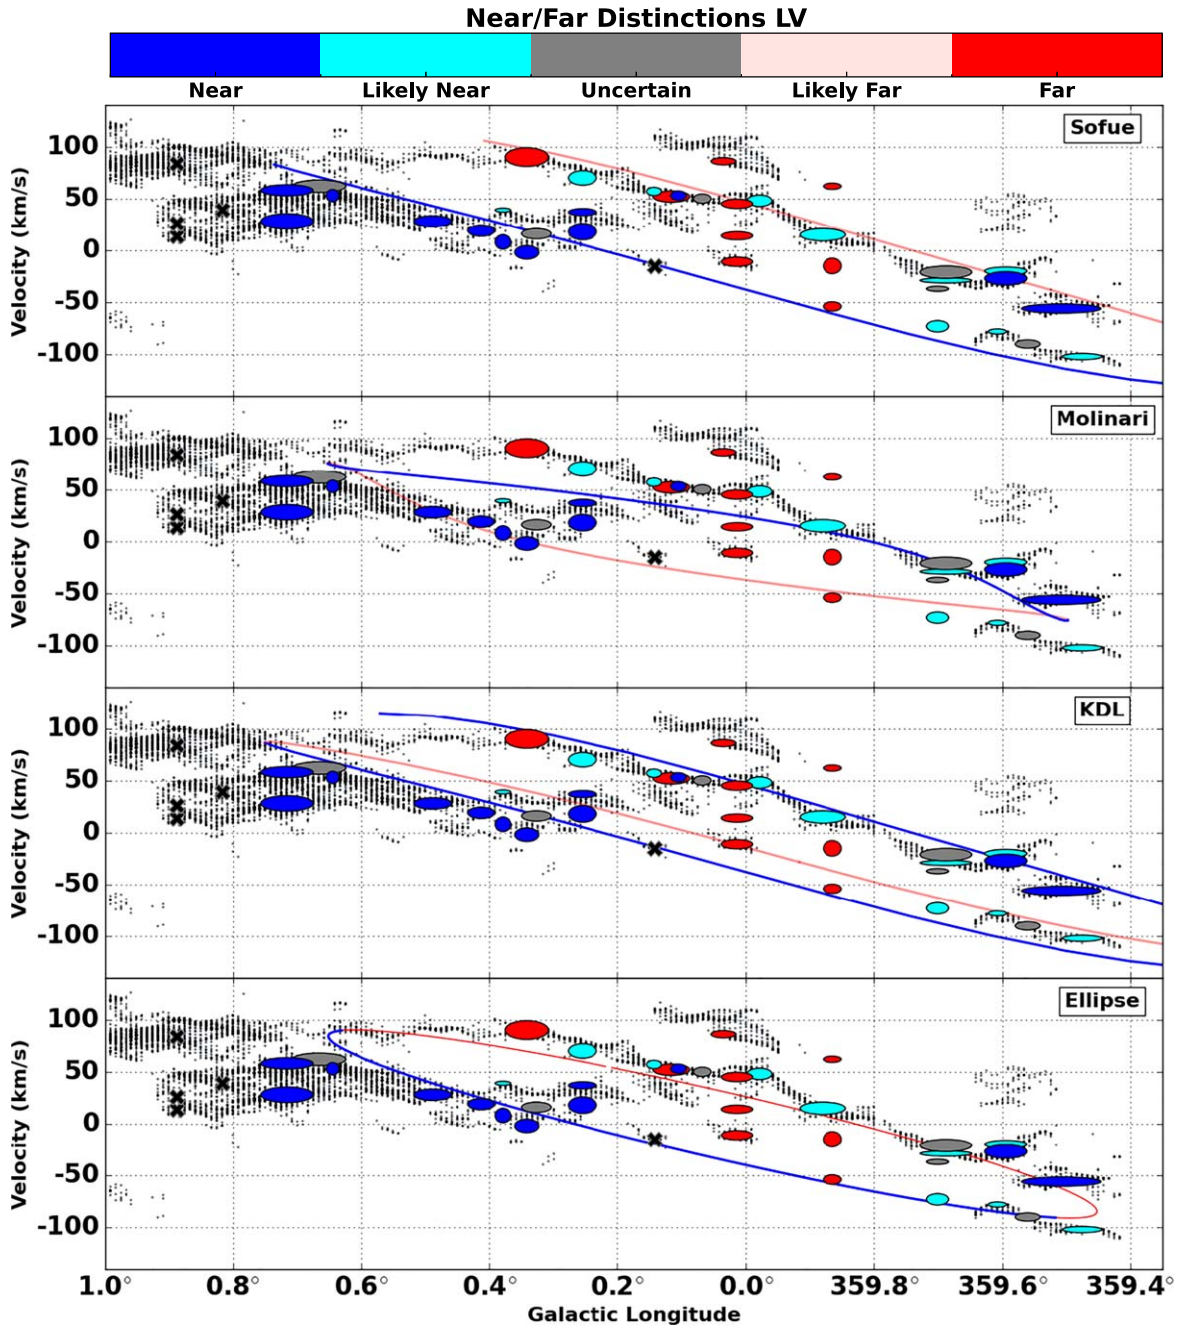 Near/Far Distinctions LV
Near Likely Near Uncertain Likely Far Far
Sofue
100
50
0
-50
-100
Velocity (km/s)
Molinari
100
50
0
-50
-100
Velocity (km/s)
KDL
100
50
0
-50
-100
Velocity (km/s)
Ellipse
100
50
0
-50
-100
Velocity (km/s)
1.0° 0.8° 0.6° 0.4° 0.2° 0.0° 359.8° 359.6° 359.4°
Galactic Longitude